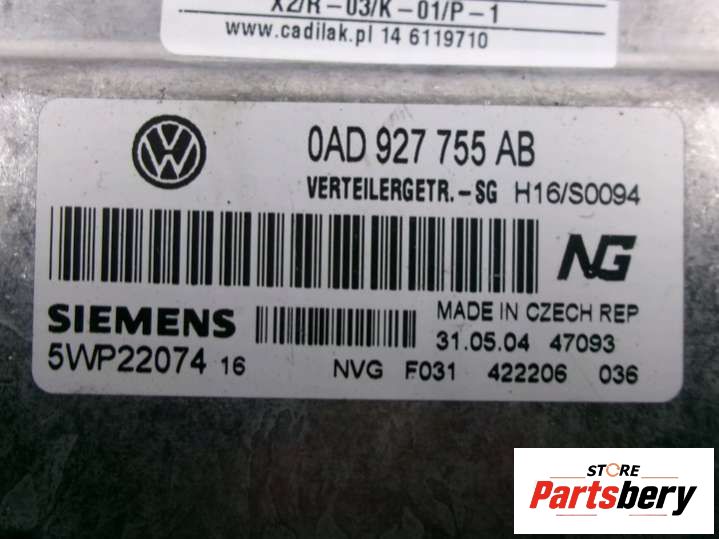 X2/R-03/K-01/P-1
www.cadilak.pl 14 6119710
0AD 927 755 AB
VERTEILERGETR.-SG H16/S0094
NG
SIEMENS
MADE IN CZECH REP
5WP22074 16
31.05.04 47093
NVG F031 422206 036
STORE
Partsbery